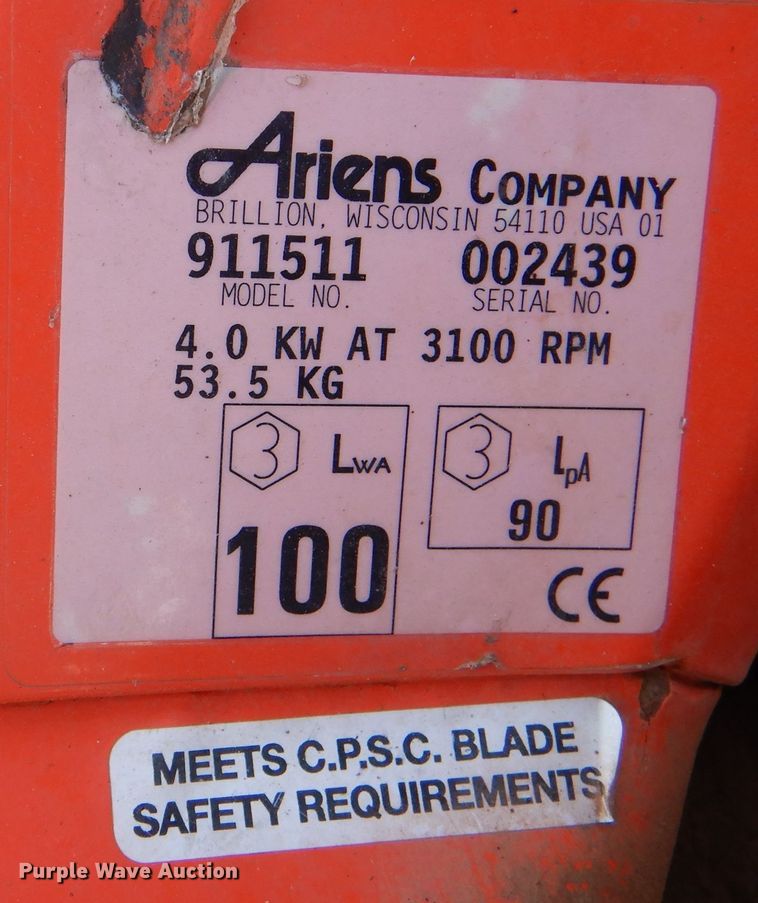 Ariens COMPANY
BRILLION, WISCONSIN 54110 USA 01
911511 002439
MODEL NO. SERIAL NO.
4.0 KW AT 3100 RPM
53.5 KG
3 LWA
100
3 LpA
90
CE
MEETS C.P.S.C. BLADE
SAFETY REQUIREMENTS
Purple Wave Auction